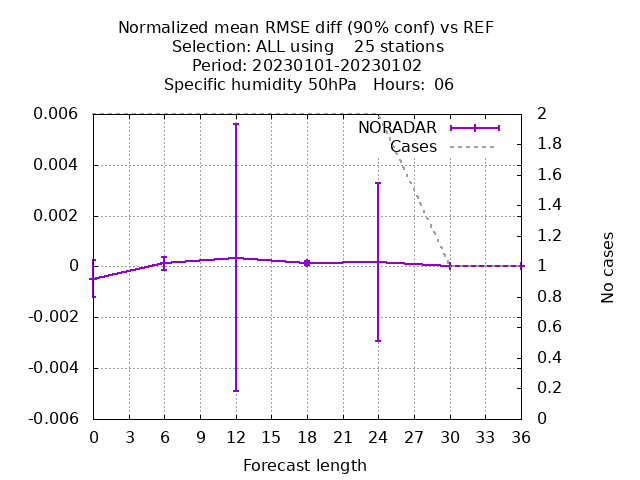 Normalized mean RMSE diff (90% conf) vs REF
Selection: ALL using    25 stations
Period: 20230101-20230102
Specific humidity 50hPa   Hours:  06
0.006
0.004
0.002
0
-0.002
-0.004
-0.006
NORADAR
Cases
2
1.8
1.6
1.4
1.2
1
0.8
0.6
0.4
0.2
0
No cases
0 3 6 9 12 15 18 21 24 27 30 33 36
Forecast length